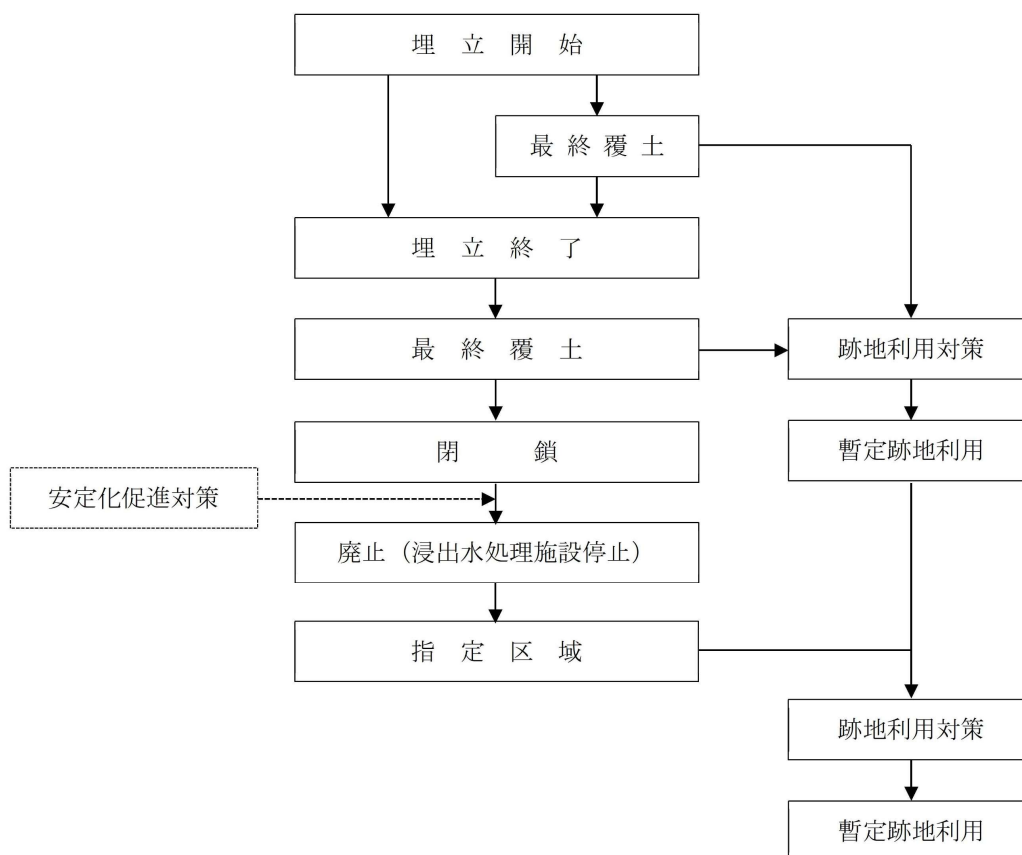 埋立開始
最終覆土
埋立終了
最終覆土
跡地利用対策
閉鎖
暫定跡地利用
安定化促進対策
廃止（浸出水処理施設停止）
指定区域
跡地利用対策
暫定跡地利用